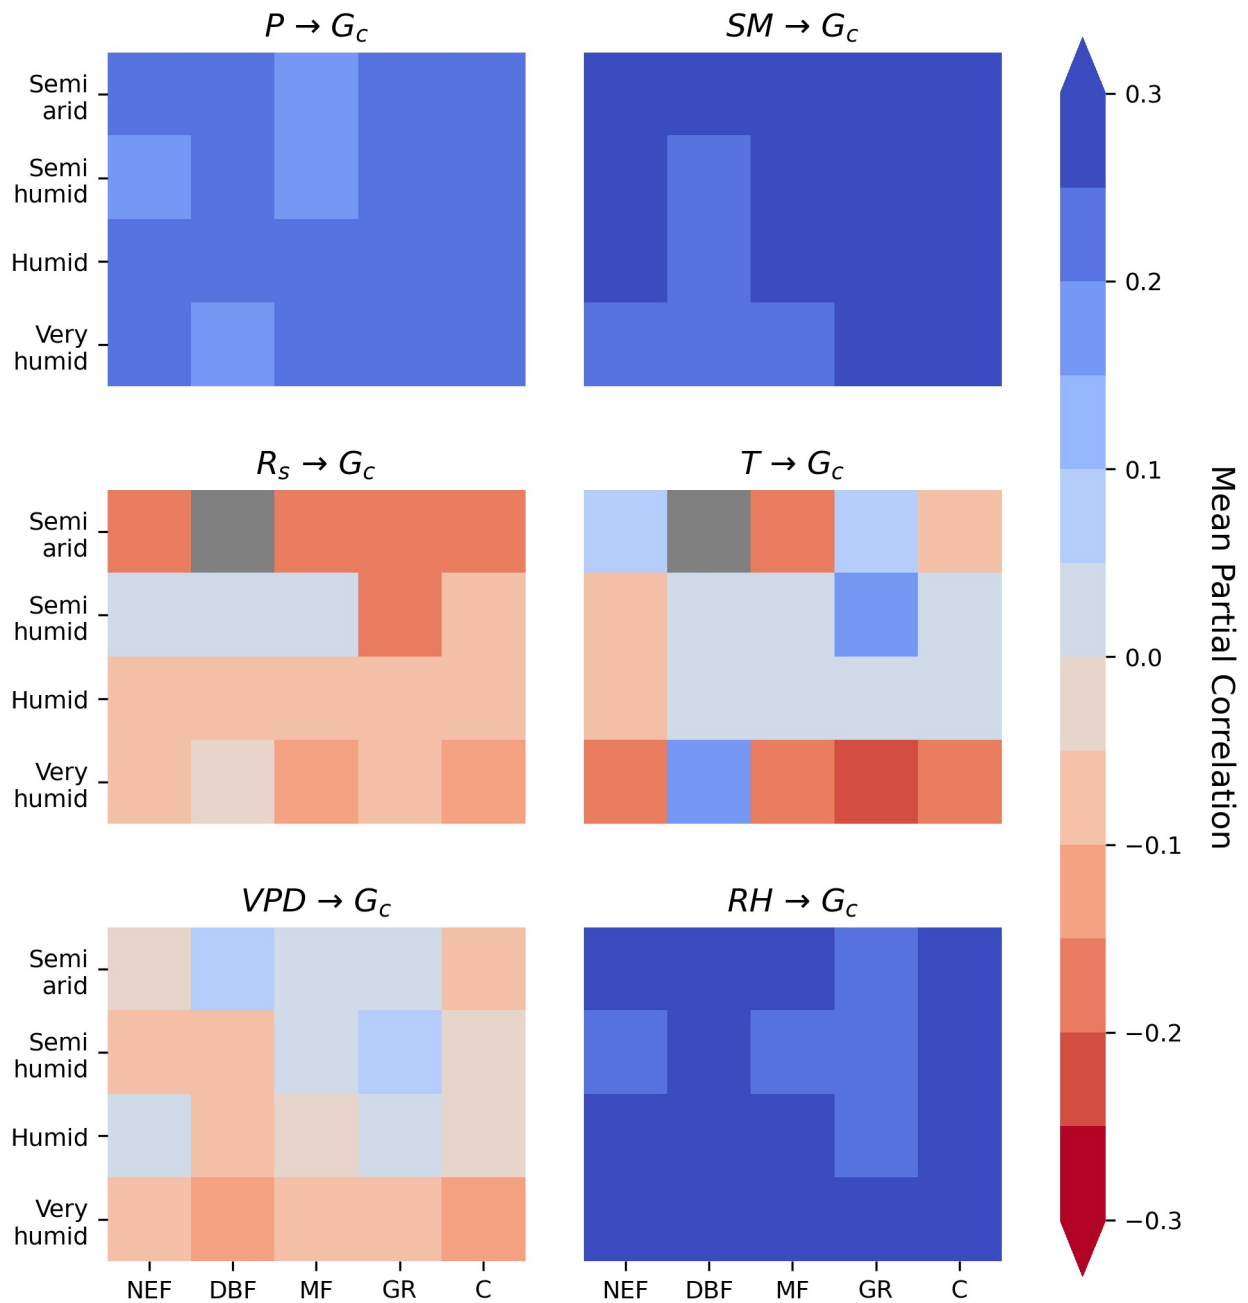 P → Gc
SM → Gc
Semi
arid
Semi
humid
Humid
Very
humid
Rs → Gc
T → Gc
Semi
arid
Semi
humid
Humid
Very
humid
VPD → Gc
RH → Gc
Semi
arid
Semi
humid
Humid
Very
humid
NEF DBF MF GR C
NEF DBF MF GR C
0.3
0.2
0.1
0.0
−0.1
−0.2
−0.3
Mean Partial Correlation